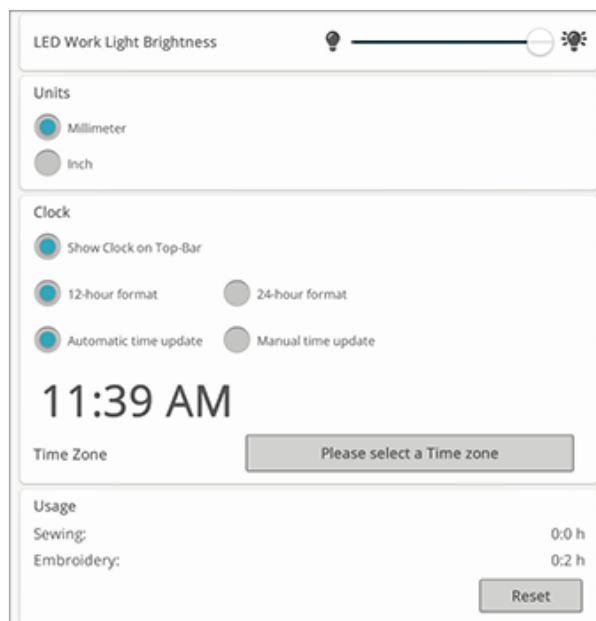 LED Work Light Brightness
Units
Millimeter
Inch
Clock
Show Clock on Top-Bar
12-hour format 24-hour format
Automatic time update Manual time update
11:39 AM
Time Zone Please select a Time zone
Usage
Sewing: 0:0 h
Embroidery: 0:2 h
Reset